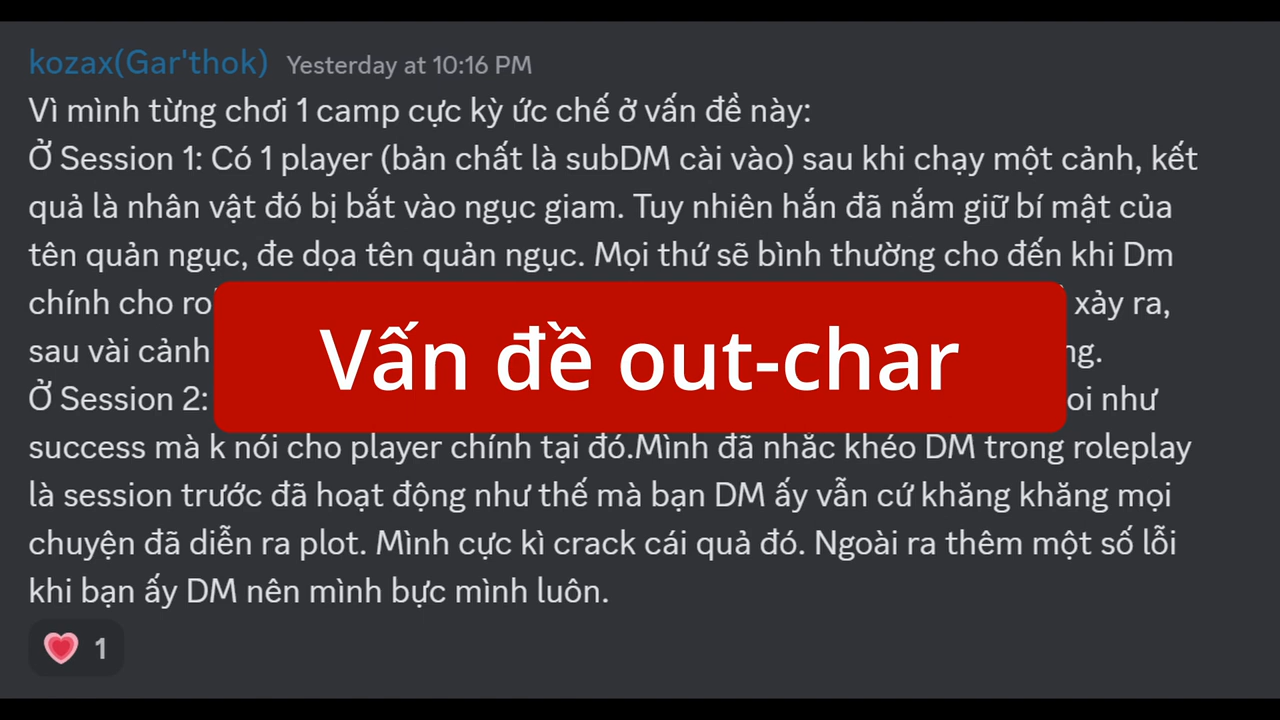 kozax(Gar'thok) Yesterday at 10:16 PM
Vì mình từng chơi 1 camp cực kỳ ức chế ở vấn đề này:
Ở Session 1: Có 1 player (bản chất là subDM cài vào) sau khi chạy một cảnh, kết
quả là nhân vật đó bị bắt vào ngục giam. Tuy nhiên hắn đã nắm giữ bí mật của
tên quản ngục, đe dọa tên quản ngục. Mọi thứ sẽ bình thường cho đến khi Dm
chính cho xảy ra,
sau vài cảnh
Vấn đề out-char
Ở Session 2: như
success mà k nói cho player chính tại đó.Mình đã nhắc khéo DM trong roleplay
là session trước đã hoạt động như thế mà bạn DM ấy vẫn cứ khăng khăng mọi
chuyện đã diễn ra plot. Mình cực kì crack cái quả đó. Ngoài ra thêm một số lỗi
khi bạn ấy DM nên mình bực mình luôn.
1